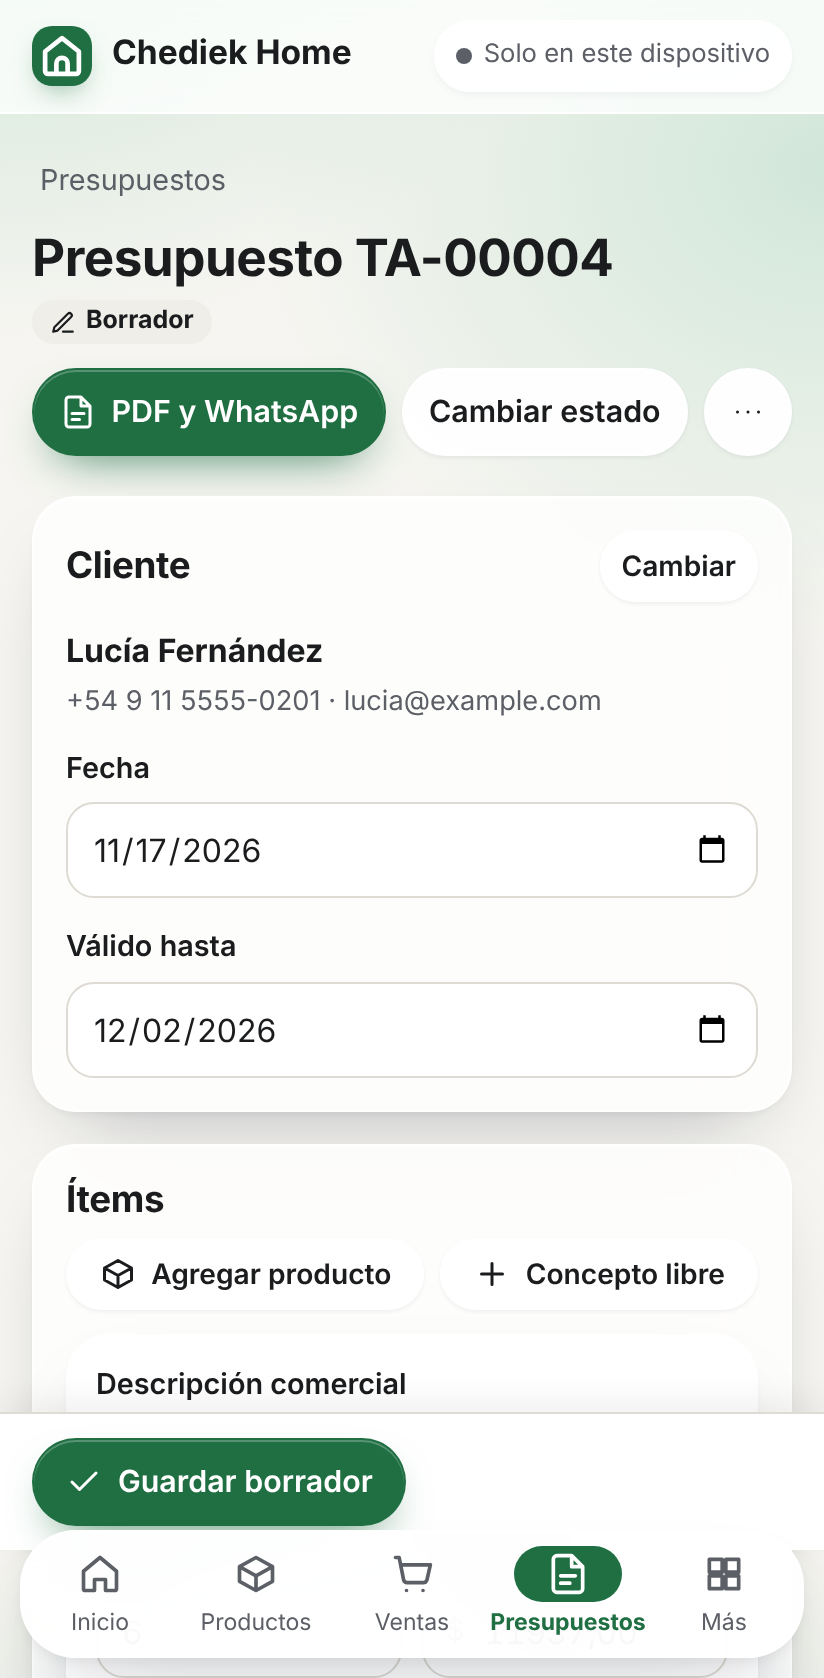 Chediek Home
Solo en este dispositivo
Presupuestos
Presupuesto TA-00004
Borrador
PDF y WhatsApp
Cambiar estado
...
Cliente
Cambiar
Lucía Fernández
+54 9 11 5555-0201 · lucia@example.com
Fecha
11/17/2026
Válido hasta
12/02/2026
Ítems
Agregar producto
Concepto libre
Descripción comercial
Guardar borrador
Inicio
Productos
Ventas
Presupuestos
Más